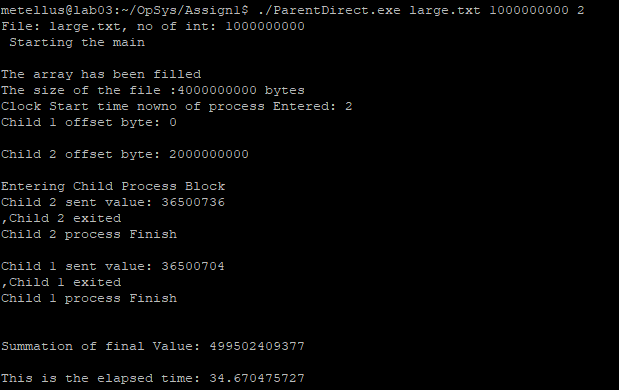 metellus@lab03:~/OpSys/Assign1$ ./ParentDirect.exe large.txt 1000000000 2
File: large.txt, no of int: 1000000000
Starting the main
The array has been filled
The size of the file :4000000000 bytes
Clock Start time nowno of process Entered: 2
Child 1 offset byte: 0
Child 2 offset byte: 2000000000
Entering Child Process Block
Child 2 sent value: 36500736
,Child 2 exited
Child 2 process Finish
Child 1 sent value: 36500704
,Child 1 exited
Child 1 process Finish
Summation of final Value: 499502409377
This is the elapsed time: 34.670475727